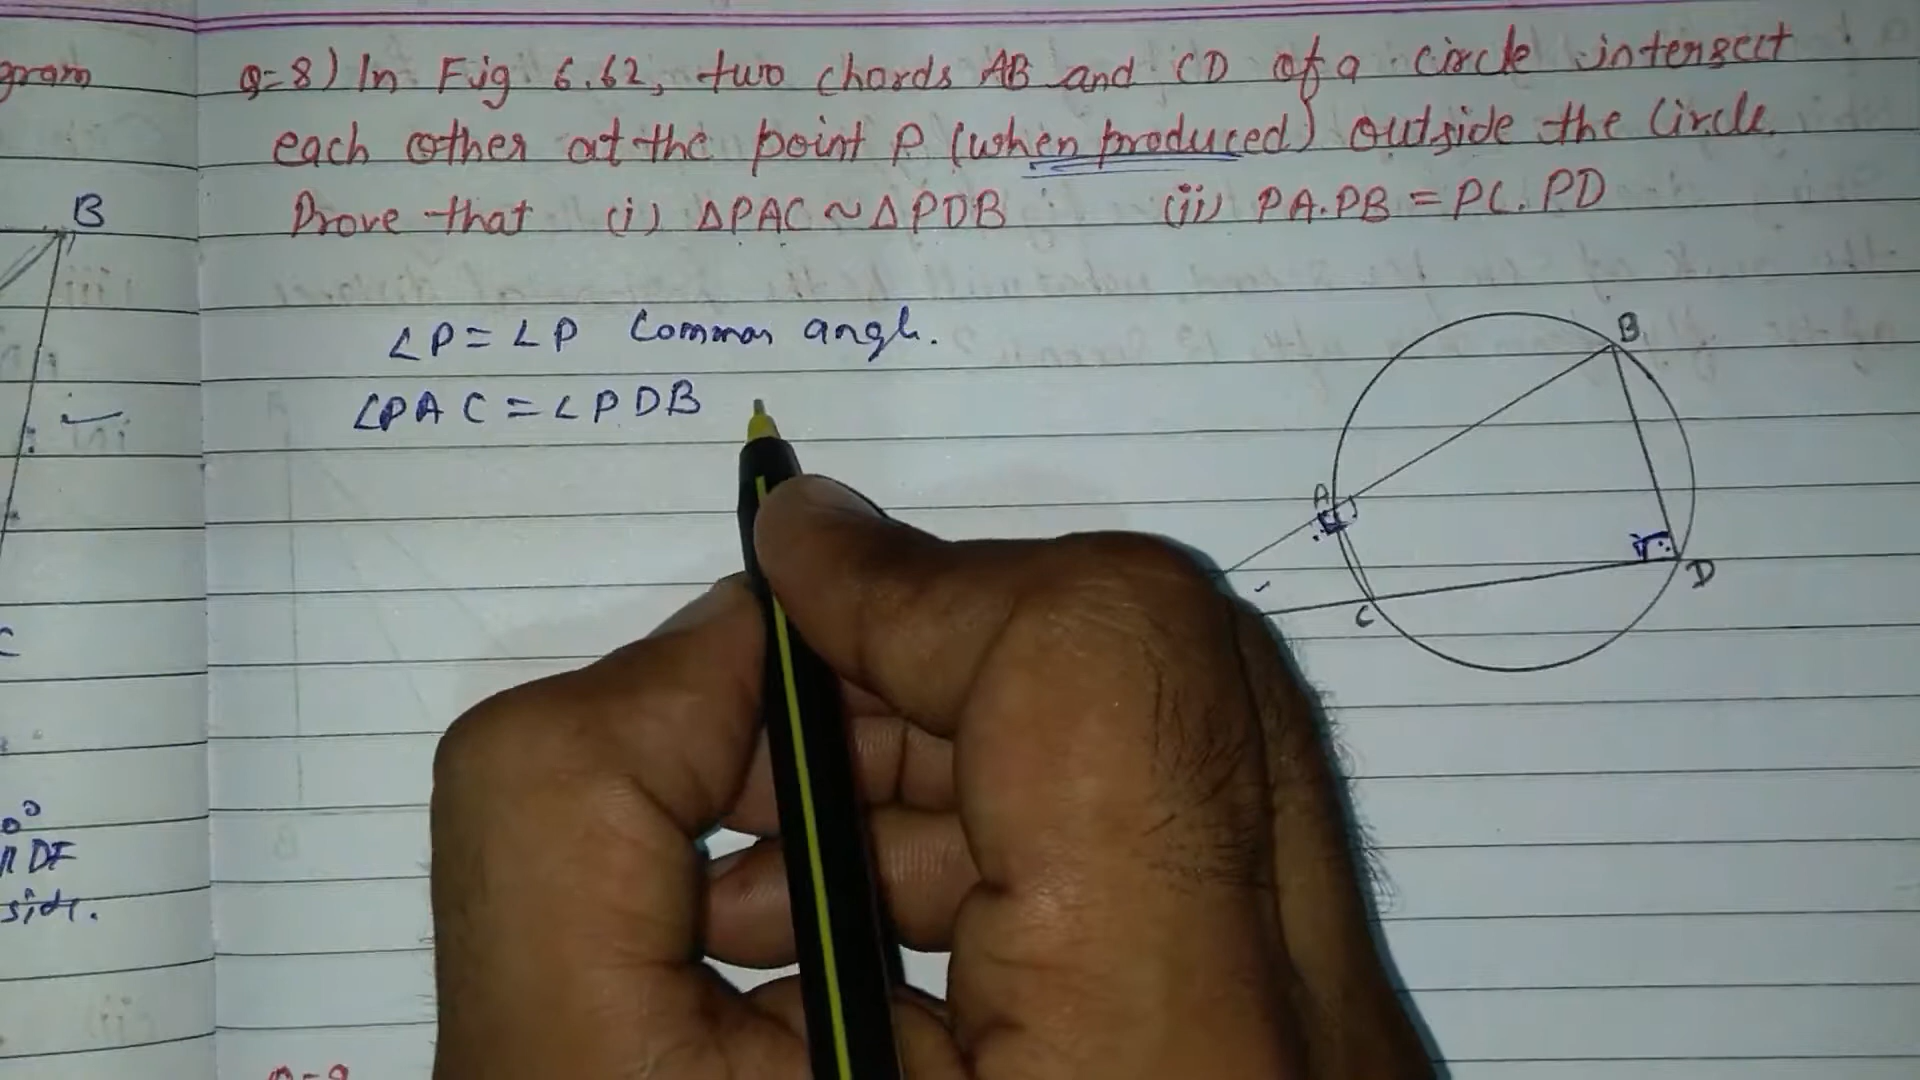 gram
B
C
DF
side.
Q=8) In Fig 6.62, two chords AB and CD of a circle intersect
each other at the point P (when produced) outside the circle.
Prove that (i) ΔPAC ~ ΔPDB (ii) PA.PB = PC.PD
∠P = ∠P Common angle.
∠PAC = ∠PDB
B
A
C
D